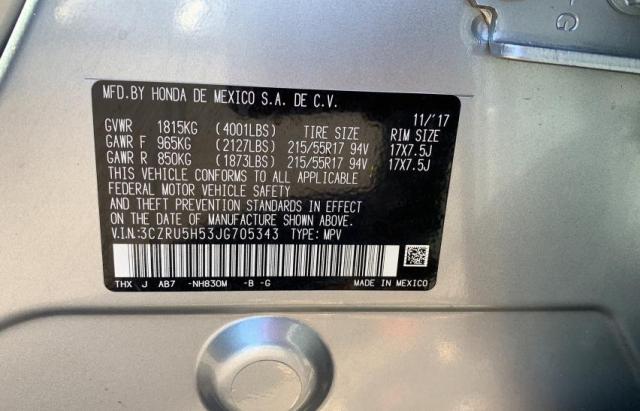 MFD.BY HONDA DE MEXICO S.A. DE C.V.
11/'17
GVWR 1815KG (4001LBS) TIRE SIZE RIM SIZE
GAWR F 965KG (2127LBS) 215/55R17 94V 17X7.5J
GAWR R 850KG (1873LBS) 215/55R17 94V 17X7.5J
THIS VEHICLE CONFORMS TO ALL APPLICABLE
FEDERAL MOTOR VEHICLE SAFETY
AND THEFT PREVENTION STANDARDS IN EFFECT
ON THE DATE OF MANUFACTURE SHOWN ABOVE.
V.I.N.:3CZRU5H53JG705343 TYPE: MPV
THX J AB7 -NH830M -B -G
MADE IN MEXICO